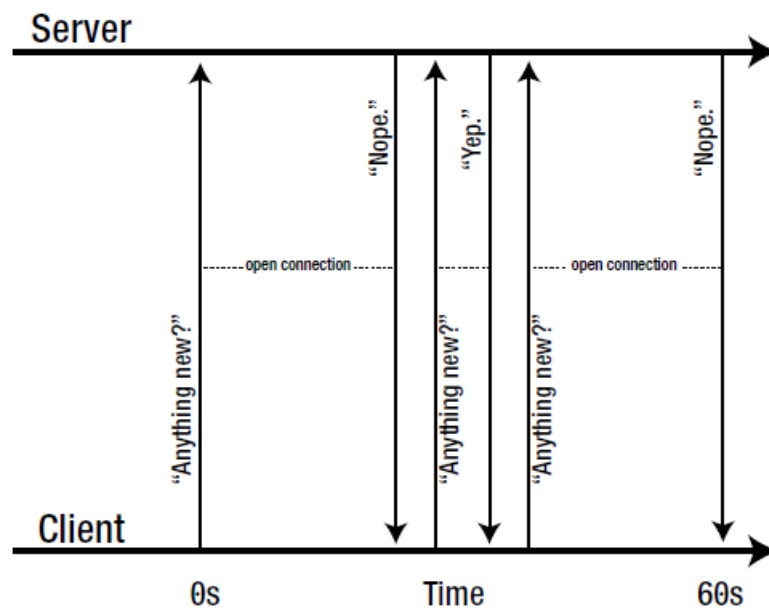 Server
“Nope.”
“Yep.”
“Nope.”
open connection
open connection
“Anything new?”
“Anything new?”
“Anything new?”
Client
0s
Time
60s